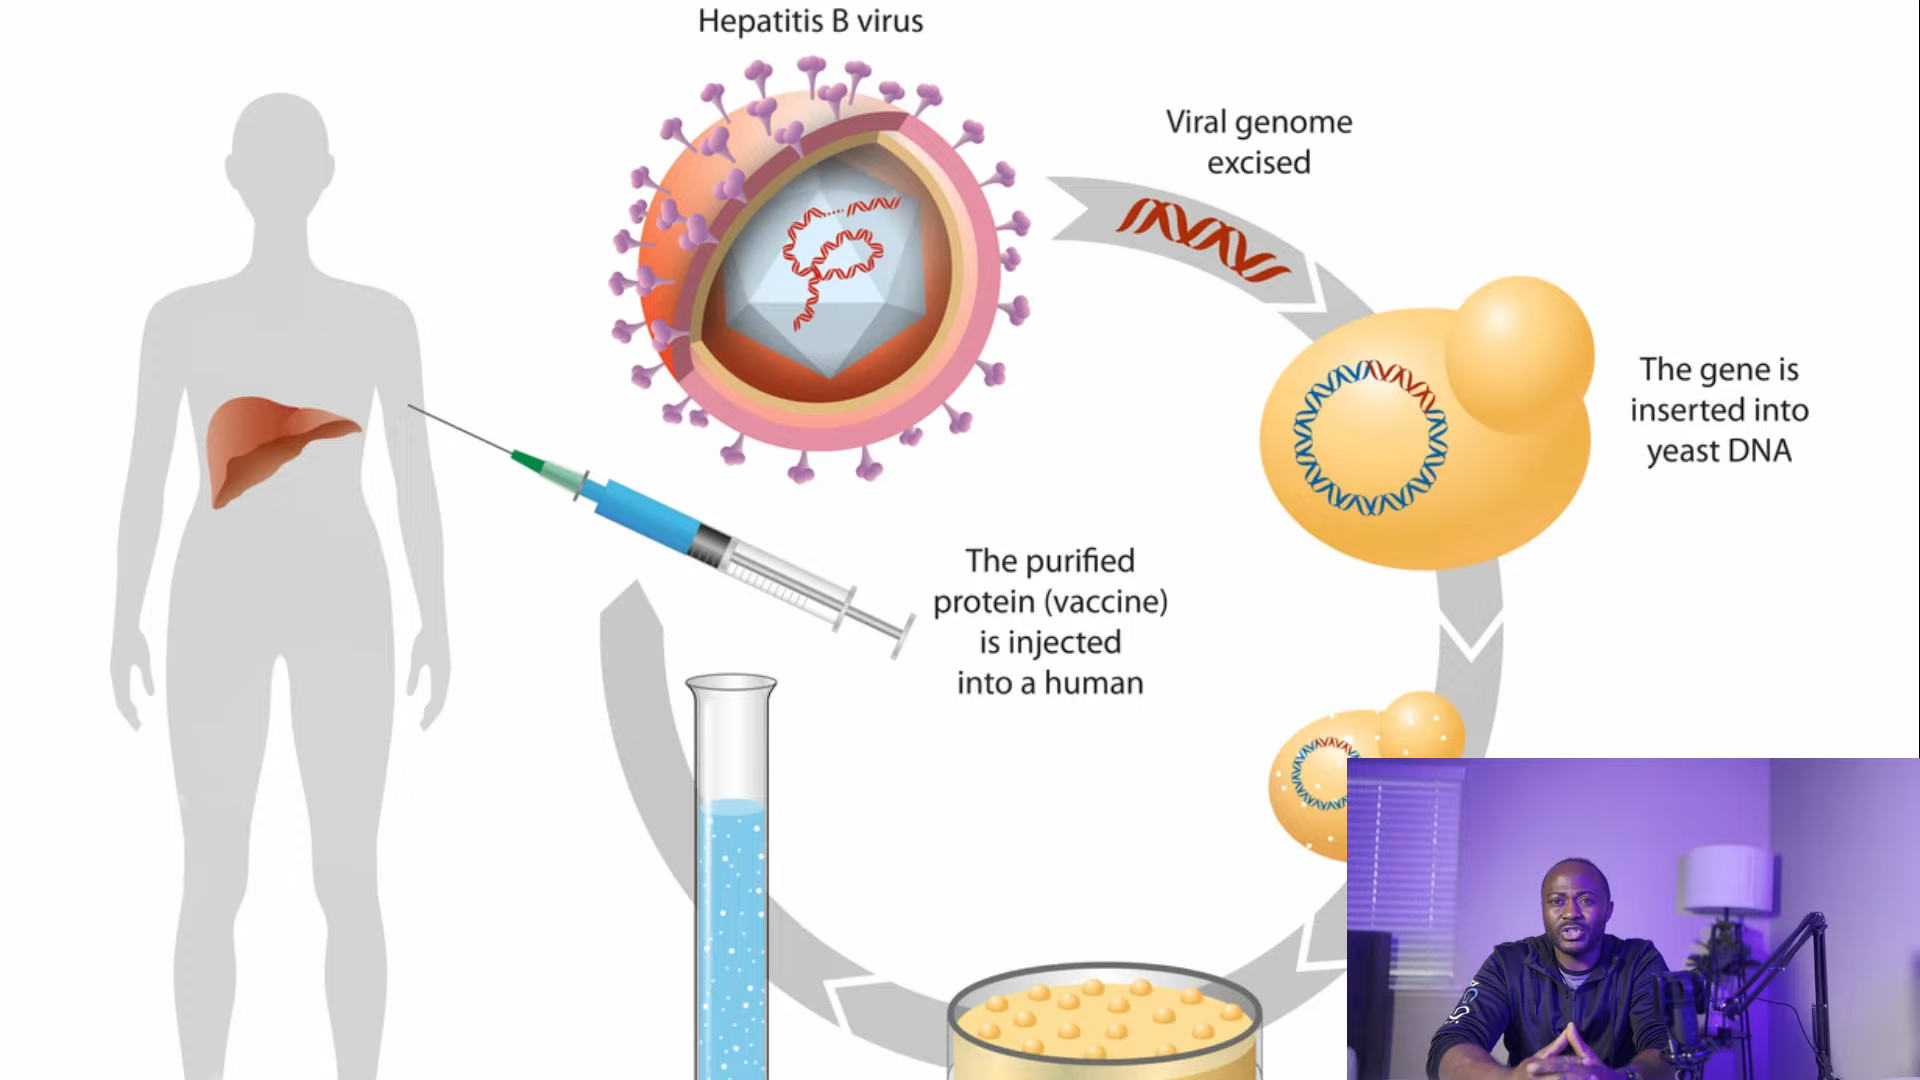 Hepatitis B virus
Viral genome
excised
The gene is
inserted into
yeast DNA
The purified
protein (vaccine)
is injected
into a human